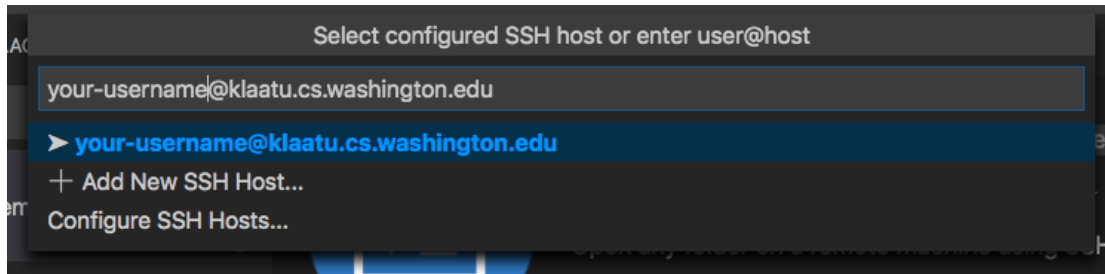 Select configured SSH host or enter user@host
your-username@klaatu.cs.washington.edu
➤ your-username@klaatu.cs.washington.edu
+ Add New SSH Host...
Configure SSH Hosts...